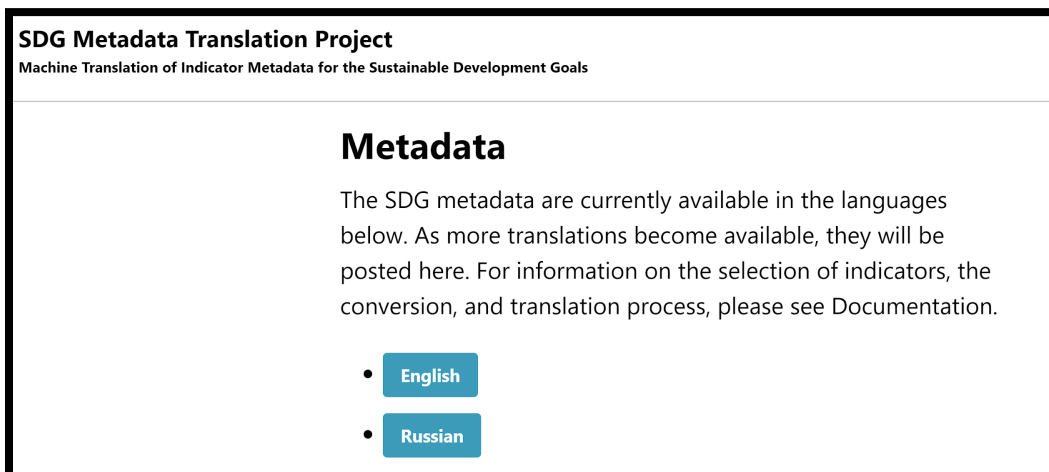 SDG Metadata Translation Project
Machine Translation of Indicator Metadata for the Sustainable Development Goals
Metadata
The SDG metadata are currently available in the languages
below. As more translations become available, they will be
posted here. For information on the selection of indicators, the
conversion, and translation process, please see Documentation.
English
Russian